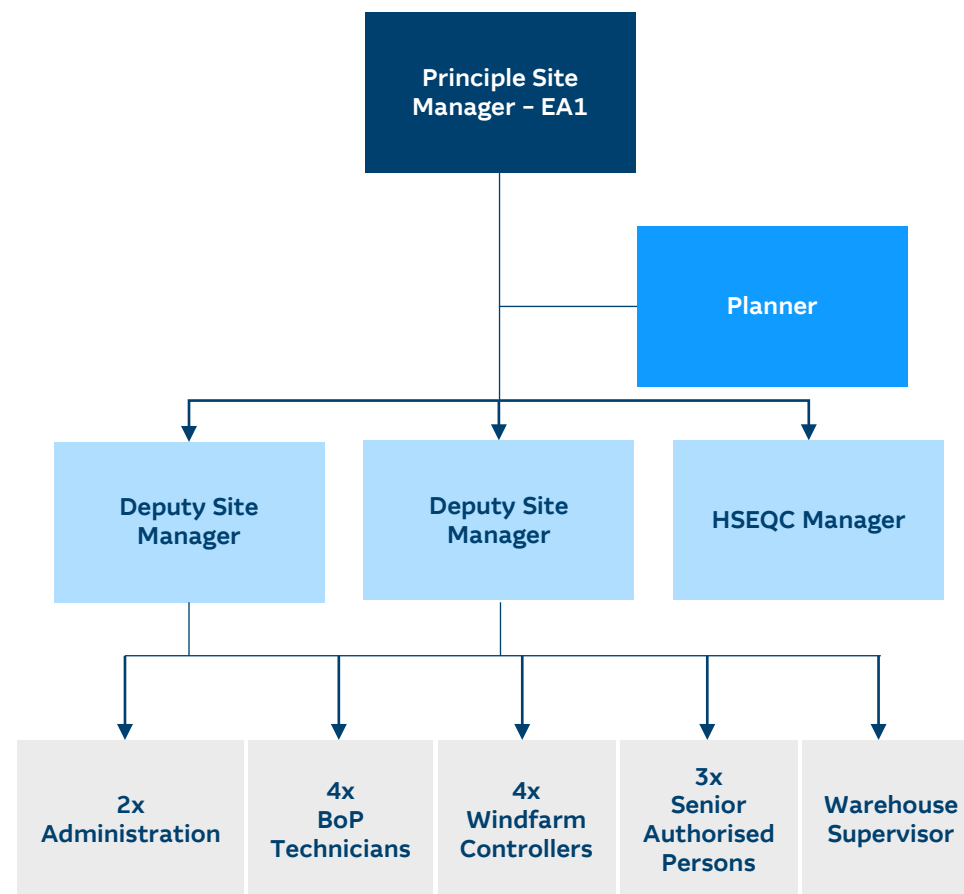 Principle Site
Manager – EA1
Planner
Deputy Site
Manager
Deputy Site
Manager
HSEQC Manager
2x
Administration
4x
BoP
Technicians
4x
Windfarm
Controllers
3x
Senior
Authorised
Persons
Warehouse
Supervisor